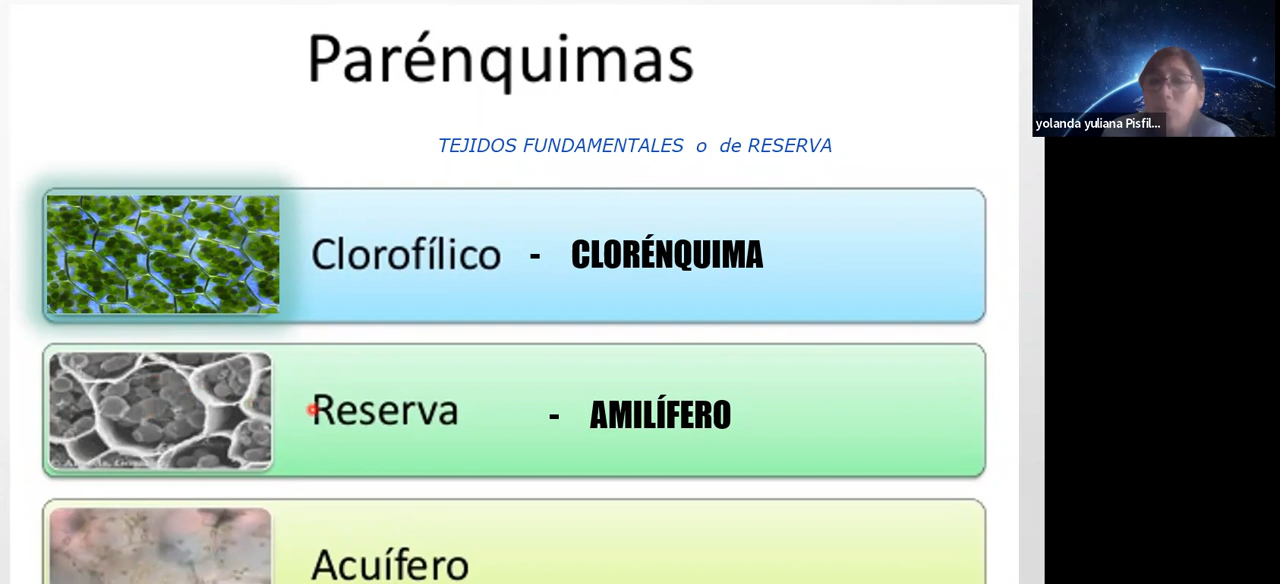 Parénquimas
TEJIDOS FUNDAMENTALES o de RESERVA
Clorofílico - CLORÉNQUIMA
Reserva - AMILÍFERO
Acuífero
yolanda yuliana Pisfil...